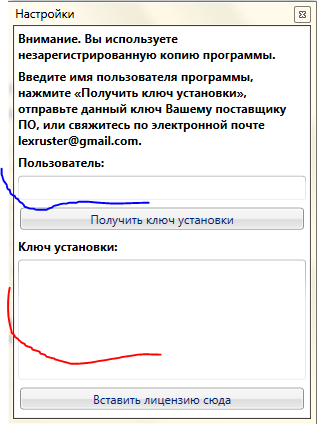 Настройки
Внимание. Вы используете
незарегистрированную копию программы.
Введите имя пользователя программы,
нажмите «Получить ключ установки»,
отправьте данный ключ Вашему поставщику
ПО, или свяжитесь по электронной почте
lexruster@gmail.com.
Пользователь:
Получить ключ установки
Ключ установки:
Вставить лицензию сюда